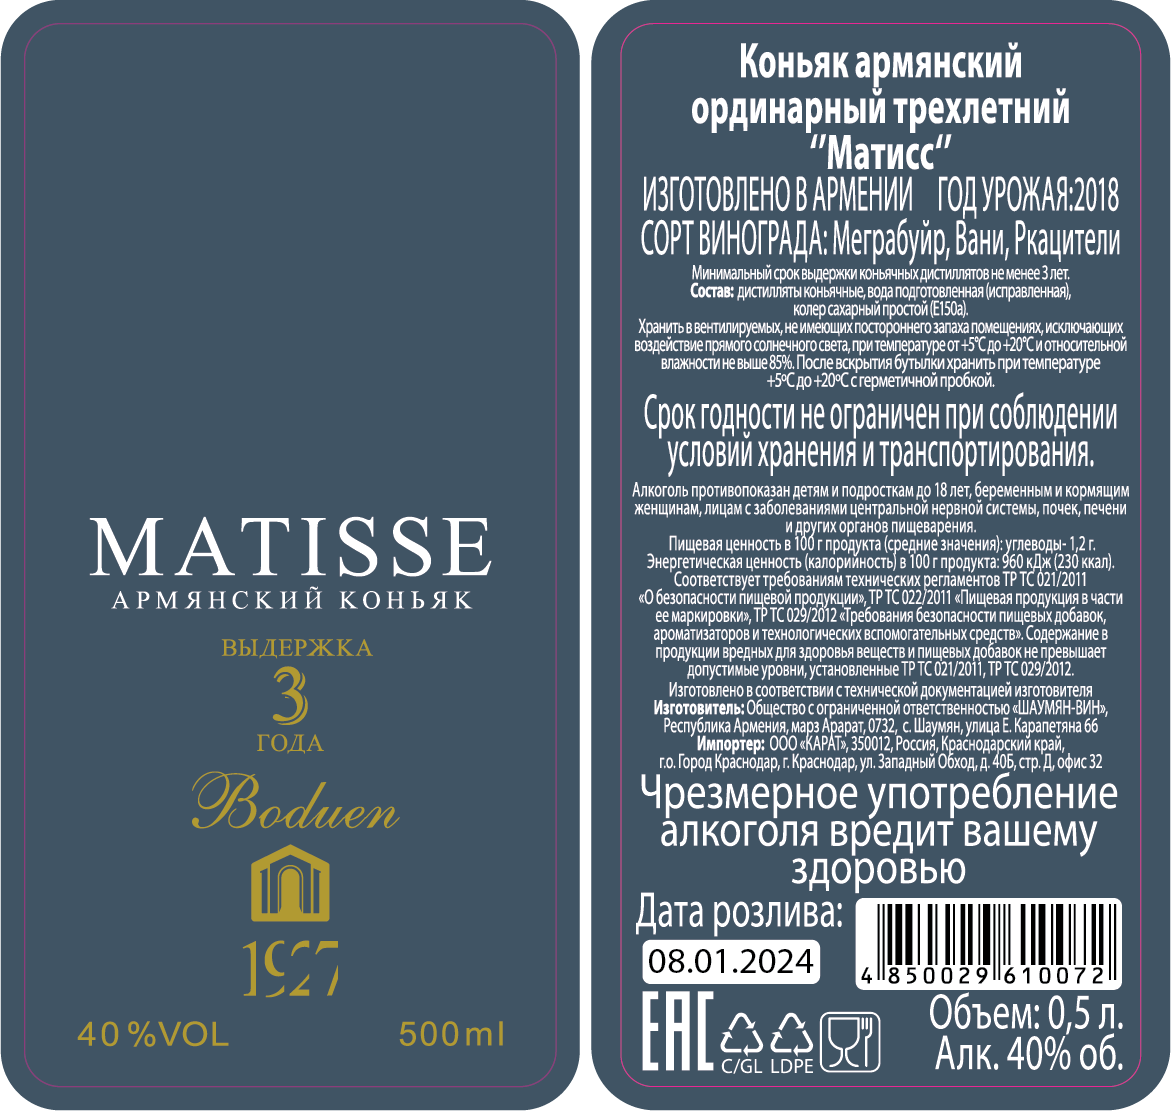 MATISSE
АРМЯНСКИЙ КОНЬЯК
ВЫДЕРЖКА
3
ГОДА
Boduen
1927
40%VOL 500ml
Коньяк армянский
ординарный трехлетний
‘’Матисс‘’
ИЗГОТОВЛЕНО В АРМЕНИИ ГОД УРОЖАЯ:2018
СОРТ ВИНОГРАДА: Меграбуйр, Вани, Ркацители
Минимальный срок выдержки коньячных дистиллятов не менее 3 лет.
Состав: дистилляты коньячные, вода подготовленная (исправленная),
колер сахарный простой (Е150а).
Хранить в вентилируемых, не имеющих постороннего запаха помещениях, исключающих
воздействие прямого солнечного света, при температуре от +5°С до +20°С и относительной
влажности не выше 85%. После вскрытия бутылки хранить при температуре
+5ºС до +20ºС с герметичной пробкой.
Срок годности не ограничен при соблюдении
условий хранения и транспортирования.
Алкоголь противопоказан детям и подросткам до 18 лет, беременным и кормящим
женщинам, лицам с заболеваниями центральной нервной системы, почек, печени
и других органов пищеварения.
Пищевая ценность в 100 г продукта (средние значения): углеводы- 1,2 г.
Энергетическая ценность (калорийность) в 100 г продукта: 960 кДж (230 ккал).
Соответствует требованиям технических регламентов ТР ТС 021/2011
«О безопасности пищевой продукции», ТР ТС 022/2011 «Пищевая продукция в части
ее маркировки», ТР ТС 029/2012 «Требования безопасности пищевых добавок,
ароматизаторов и технологических вспомогательных средств». Содержание в
продукции вредных для здоровья веществ и пищевых добавок не превышает
допустимые уровни, установленные ТР ТС 021/2011, ТР ТС 029/2012.
Изготовлено в соответствии с технической документацией изготовителя
Изготовитель: Общество с ограниченной ответственностью «ШАУМЯН-ВИН»,
Республика Армения, марз Арарат, 0732, с. Шаумян, улица Е. Карапетяна 66
Импортер: ООО «КАРАТ», 350012, Россия, Краснодарский край,
г.о. Город Краснодар, г. Краснодар, ул. Западный Обход, д. 40Б, стр. Д, офис 32
Чрезмерное употребление
алкоголя вредит вашему
здоровью
Дата розлива:
08.01.2024
4 850029 610072
EAC
C/GL LDPE
Объем: 0,5 л.
Алк. 40% об.